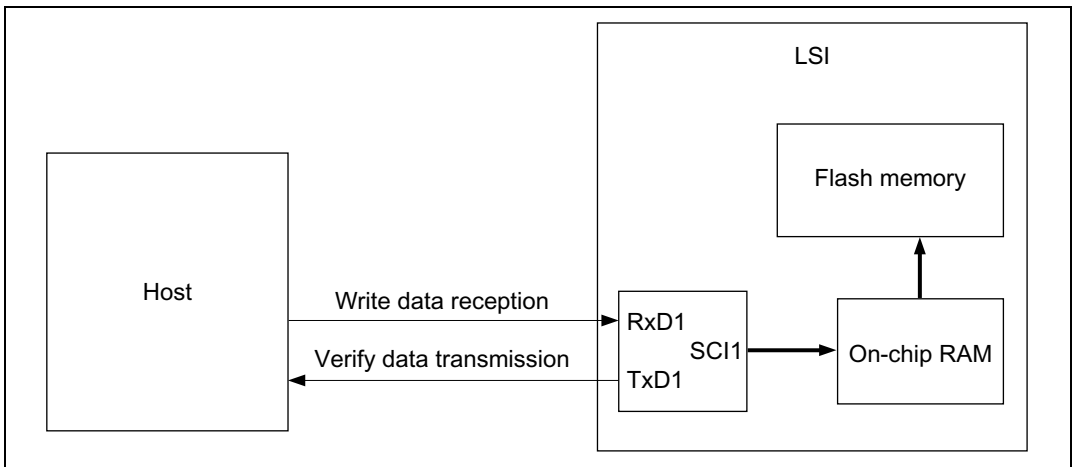 LSI
Flash memory
Host
Write data reception
RxD1
SCI1
On-chip RAM
Verify data transmission
TxD1